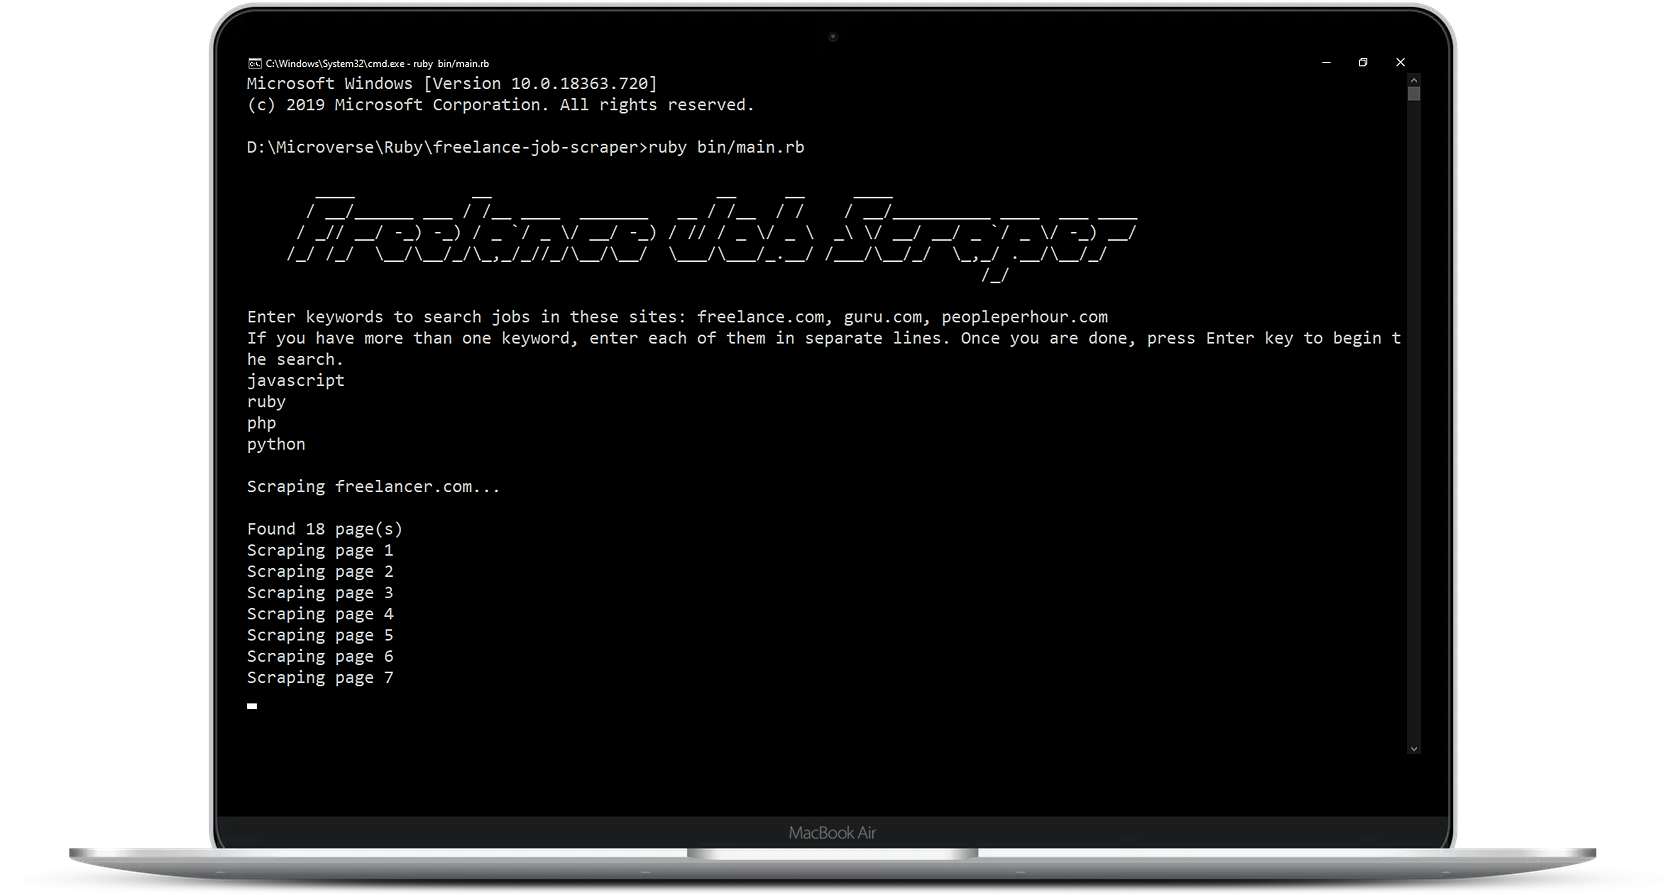 C:\Windows\System32\cmd.exe - ruby  bin/main.rb
Microsoft Windows [Version 10.0.18363.720]
(c) 2019 Microsoft Corporation. All rights reserved.
D:\Microverse\Ruby\freelance-job-scraper>ruby bin/main.rb
Freelance Job Scraper
Enter keywords to search jobs in these sites: freelance.com, guru.com, peopleperhour.com
If you have more than one keyword, enter each of them in separate lines. Once you are done, press Enter key to begin t
he search.
javascript
ruby
php
python
Scraping freelancer.com...
Found 18 page(s)
Scraping page 1
Scraping page 2
Scraping page 3
Scraping page 4
Scraping page 5
Scraping page 6
Scraping page 7
MacBook Air